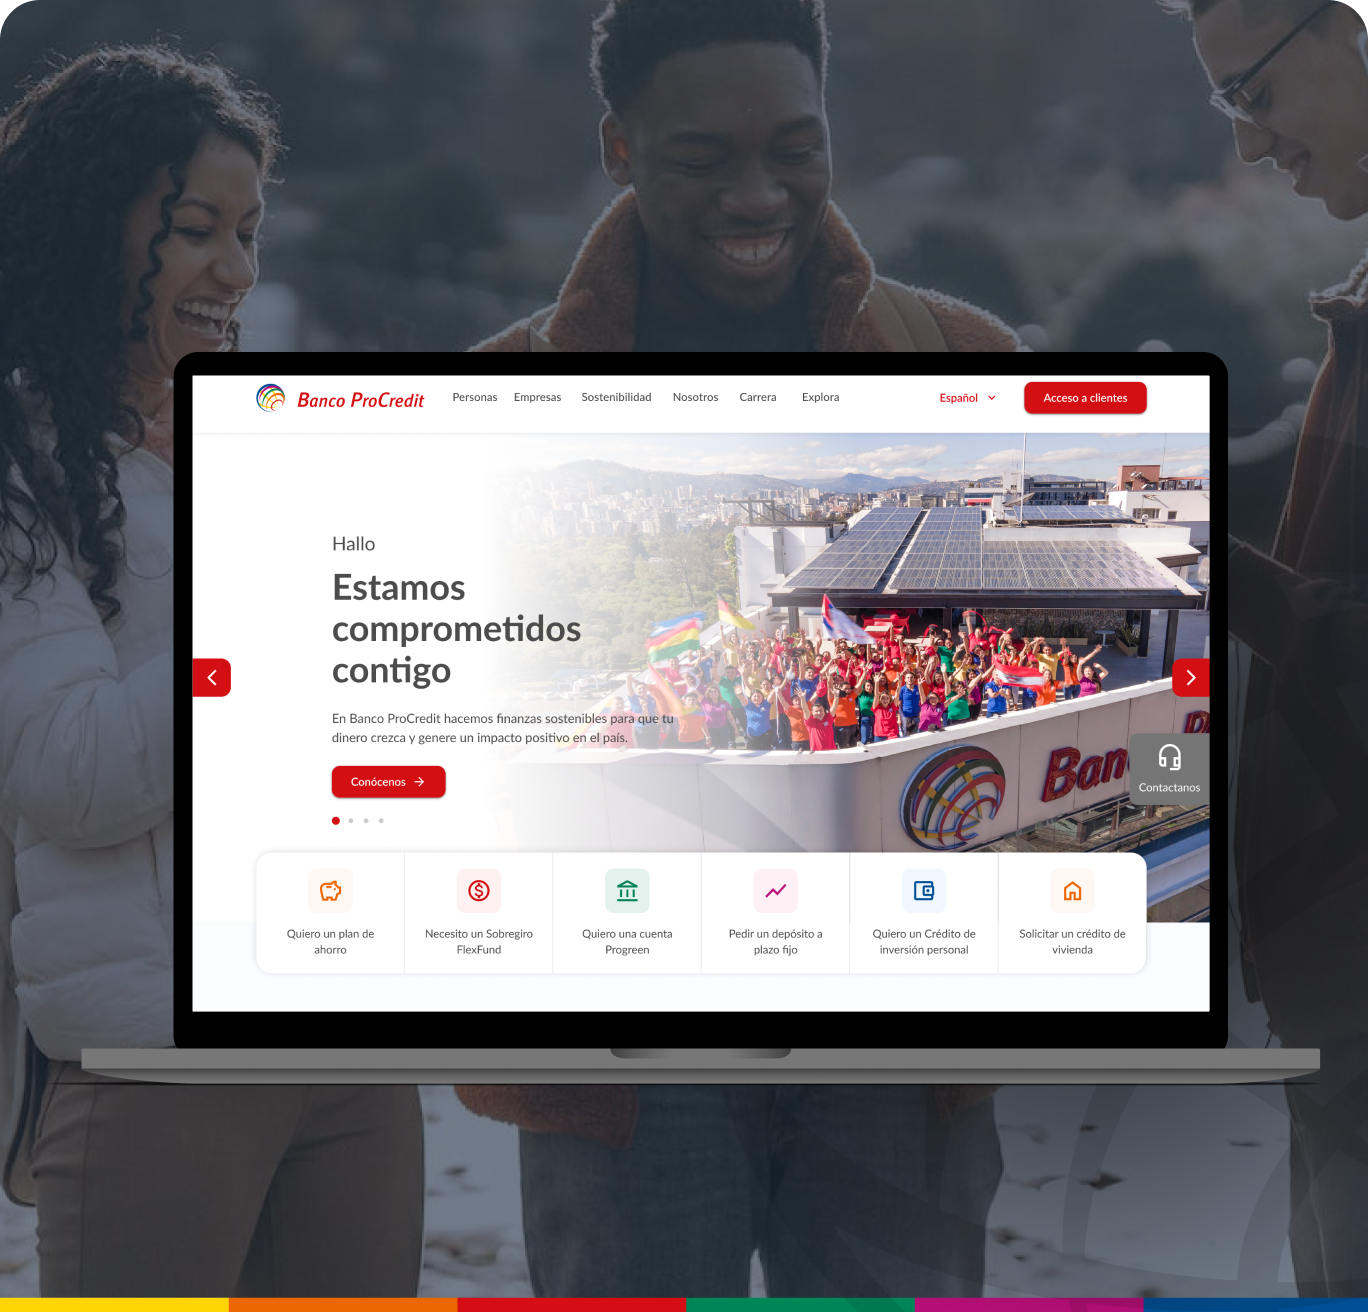 Banco ProCredit
Personas Empresas Sostenibilidad Nosotros Carrera Explora
Español
Acceso a clientes
Hallo
Estamos
comprometidos
contigo
En Banco ProCredit hacemos finanzas sostenibles para que tu
dinero crezca y genere un impacto positivo en el país.
Conócenos
Ban
Contactanos
Quiero un plan de
ahorro
Necesito un Sobregiro
FlexFund
Quiero una cuenta
Progreen
Pedir un depósito a
plazo fijo
Quiero un Crédito de
inversión personal
Solicitar un crédito de
vivienda